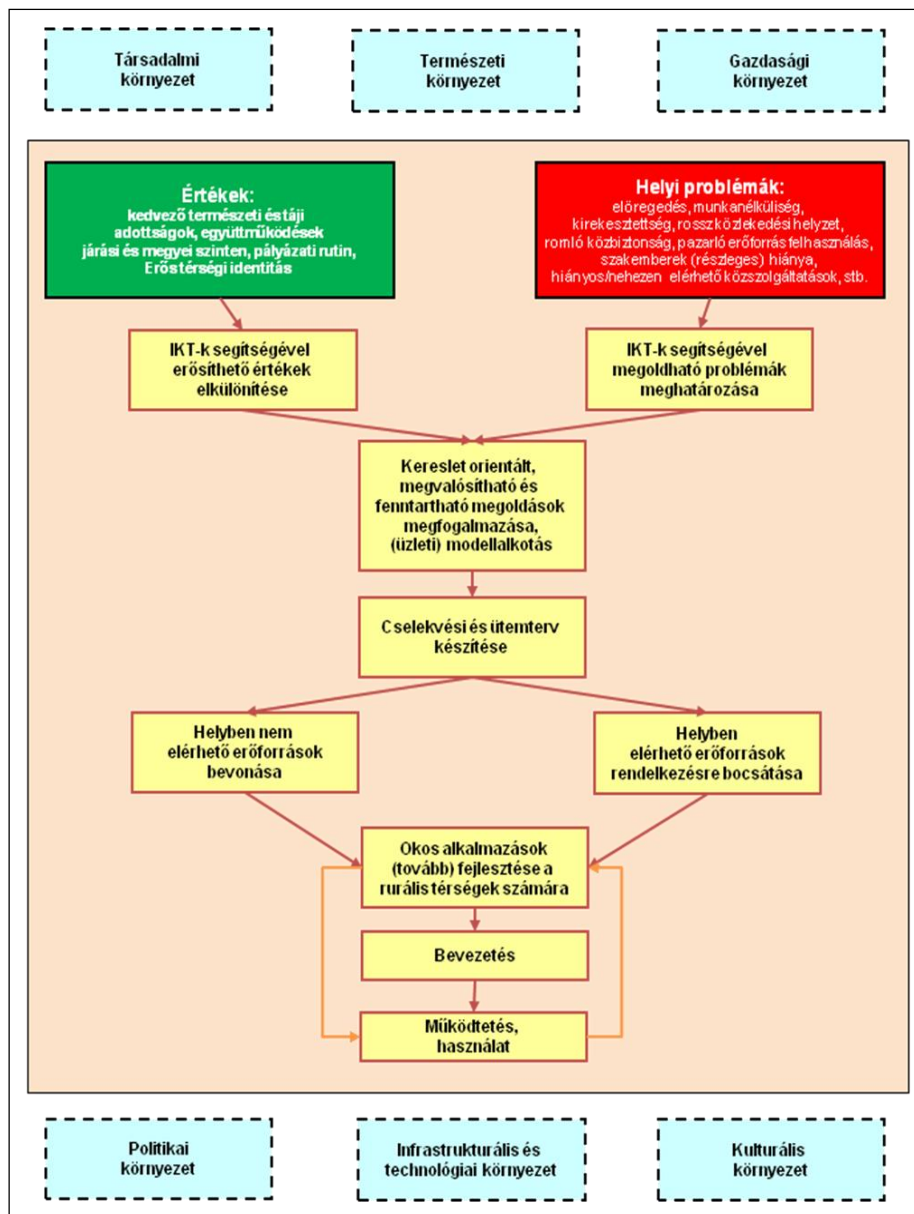 Társadalmi
környezet
Természeti
környezet
Gazdasági
környezet
Értékek:
kedvező természeti és táji
adottságok, együttműködések
járási és megyei szinten, pályázati rutin,
Erős térségi identitás
Helyi problémák:
elöregedés, munkanélküliség,
kirekesztettség, rossz közlekedési helyzet,
romló közbiztonság, pazarló erőforrás felhasználás,
szakemberek (részleges) hiánya,
hiányos/nehezen elérhető közszolgáltatások, stb.
IKT-k segítségével
erősíthető értékek
elkülönítése
IKT-k segítségével
megoldható problémák
meghatározása
Kereslet orientált,
megvalósítható és
fenntartható megoldások
megfogalmazása,
(üzleti) modellalkotás
Cselekvési és ütemterv
készítése
Helyben nem
elérhető erőforrások
bevonása
Helyben
elérhető erőforrások
rendelkezésre bocsátása
Okos alkalmazások
(tovább) fejlesztése a
rurális térségek számára
Bevezetés
Működtetés,
használat
Politikai
környezet
Infrastrukturális és
technológiai környezet
Kulturális
környezet